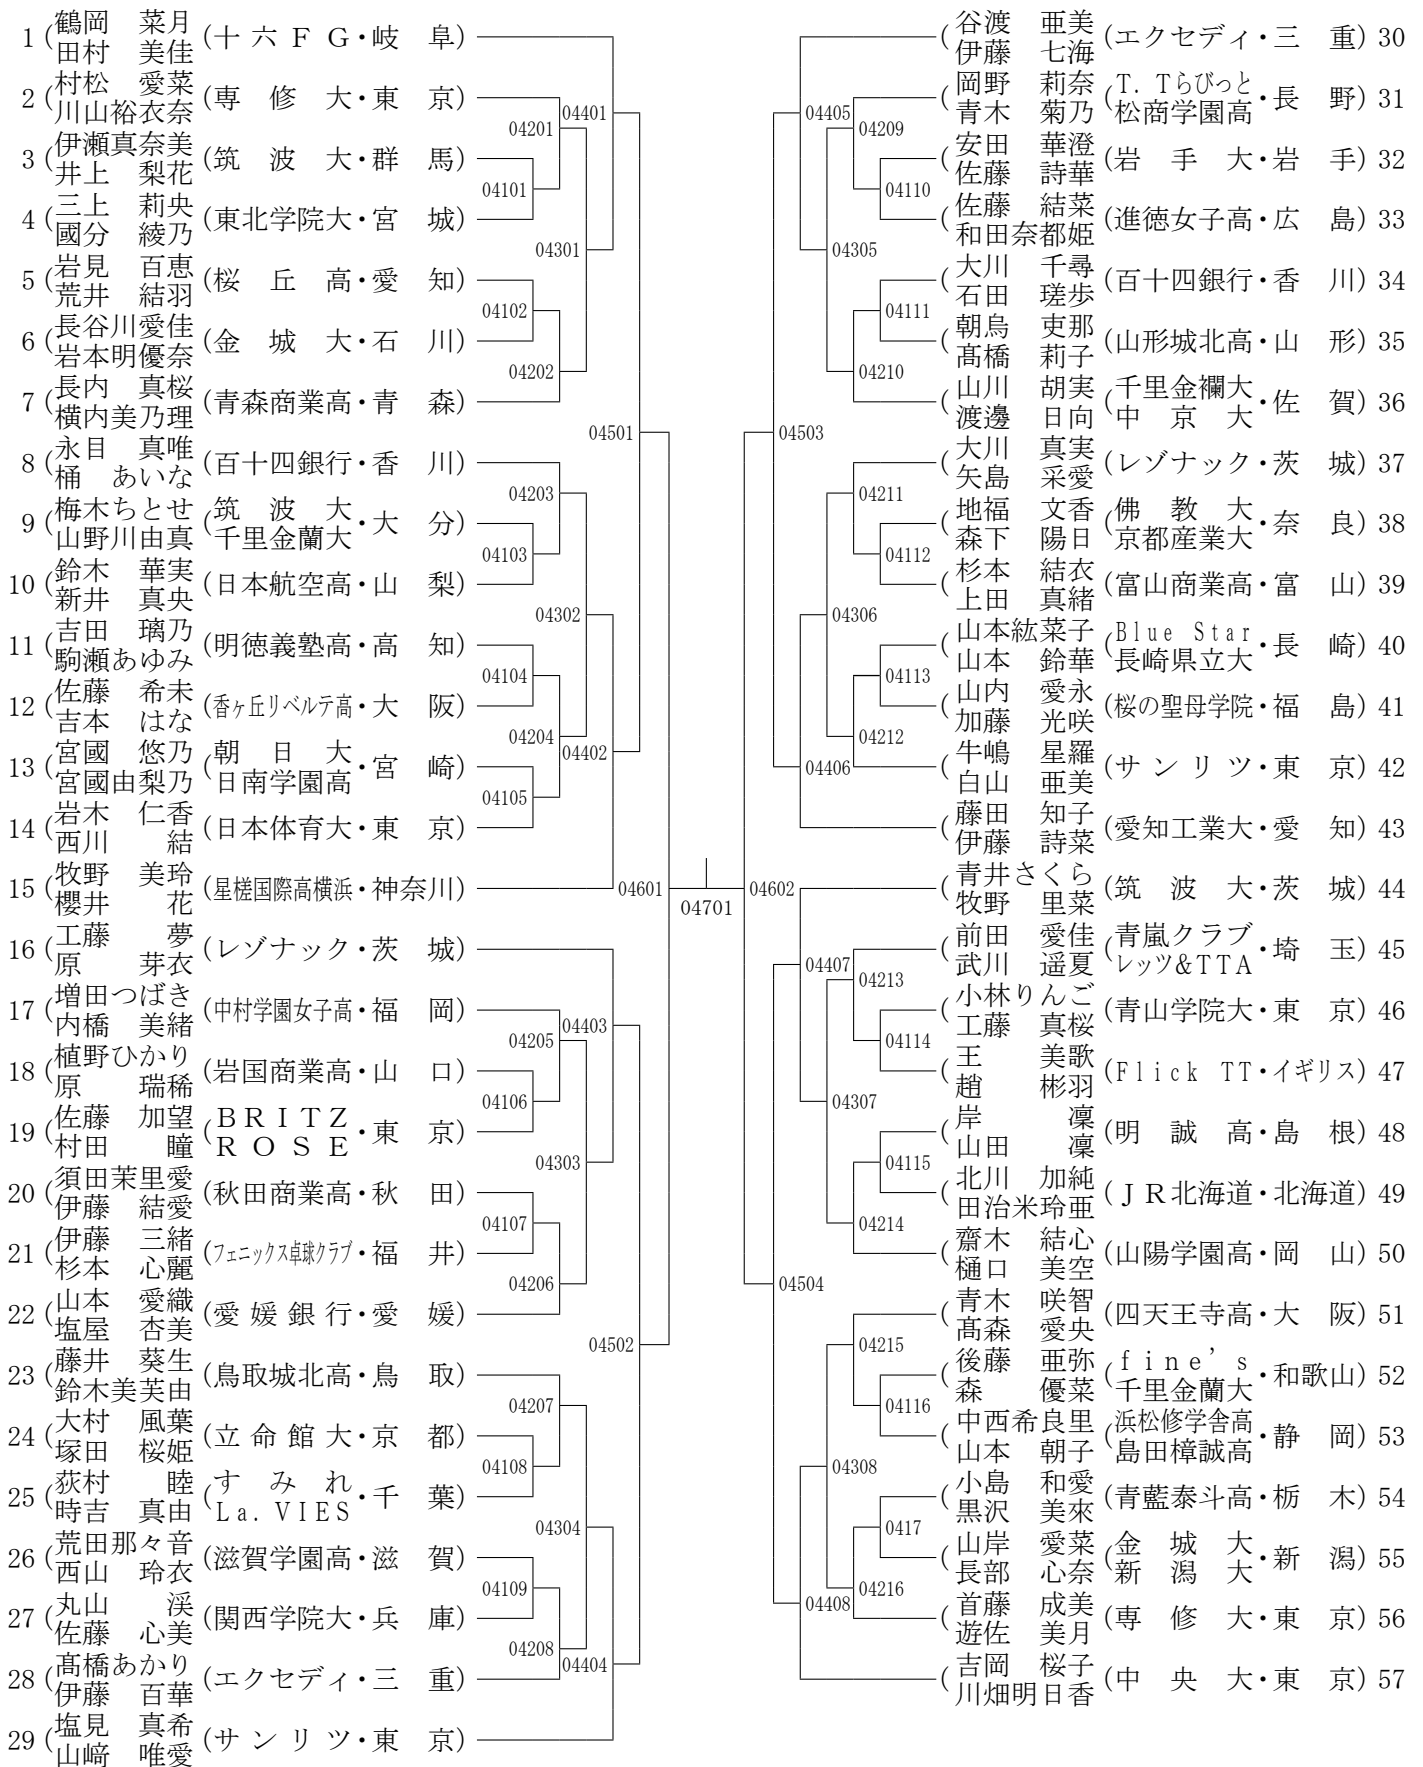 1 (鶴岡 菜月 田村 美佳 (十六FG・岐阜)
2 (村松 愛菜 川山裕衣奈 (専修大・東京)
3 (伊瀬真奈美 井上 梨花 (筑波大・群馬)
4 (三上 莉央 國分 綾乃 (東北学院大・宮城)
5 (岩見 百恵 荒井 結羽 (桜丘高・愛知)
6 (長谷川愛佳 岩本明優奈 (金城大・石川)
7 (長内 真桜 横内美乃理 (青森商業高・青森)
8 (永目 真唯 桶 あいな (百十四銀行・香川)
9 (梅木ちとせ 山野川由真 (筑波大 千里金蘭大・大分)
10 (鈴木 華実 新井 真央 (日本航空高・山梨)
11 (吉田 璃乃 駒瀬あゆみ (明徳義塾高・高知)
12 (佐藤 希未 吉本 はな (香ヶ丘リベルテ高・大阪)
13 (宮國 悠乃 宮國由梨乃 (朝日大 日南学園高・宮崎)
14 (岩木 仁香 西川 結 (日本体育大・東京)
15 (牧野 美玲 櫻井 花 (星槎国際高横浜・神奈川)
16 (工藤 夢 原 芽衣 (レゾナック・茨城)
17 (増田つばき 内橋 美緒 (中村学園女子高・福岡)
18 (植野ひかり 原 瑞稀 (岩国商業高・山口)
19 (佐藤 加望 村田 瞳 (BRITZ ROSE・東京)
20 (須田茉里愛 伊藤 結愛 (秋田商業高・秋田)
21 (伊藤 三緒 杉本 心麗 (フェニックス卓球クラブ・福井)
22 (山本 愛織 塩屋 杏美 (愛媛銀行・愛媛)
23 (藤井 葵生 鈴木美芙由 (鳥取城北高・鳥取)
24 (大村 風葉 塚田 桜姫 (立命館大・京都)
25 (荻村 睦 時吉 真由 (すみれ La.VIES・千葉)
26 (荒田那々音 西山 玲衣 (滋賀学園高・滋賀)
27 (丸山 渓 佐藤 心美 (関西学院大・兵庫)
28 (髙橋あかり 伊藤 百華 (エクセディ・三重)
29 (塩見 真希 山﨑 唯愛 (サンリツ・東京)
04101
04102
04103
04104
04105
04106
04107
04108
04109
04201
04202
04203
04204
04205
04206
04207
04208
04301
04302
04303
04304
04401
04402
04403
04404
04501
04502
04601
04701
04602
04503
04504
04405
04406
04407
04408
04305
04306
04307
04308
04209
04210
04211
04212
04213
04214
04215
04216
04110
04111
04112
04113
04114
04115
04116
0417
(谷渡 亜美 伊藤 七海 (エクセディ・三重) 30
(岡野 莉奈 青木 菊乃 (T.Tらびっと 松商学園高・長野) 31
(安田 華澄 佐藤 詩華 (岩手大・岩手) 32
(佐藤 結菜 和田奈都姫 (進徳女子高・広島) 33
(大川 千尋 石田 瑳歩 (百十四銀行・香川) 34
(朝烏 吏那 髙橋 莉子 (山形城北高・山形) 35
(山川 胡実 渡邊 日向 (千里金襴大 中京大・佐賀) 36
(大川 真実 矢島 采愛 (レゾナック・茨城) 37
(地福 文香 森下 陽日 (佛教大 京都産業大・奈良) 38
(杉本 結衣 上田 真緒 (富山商業高・富山) 39
(山本紘菜子 山本 鈴華 (Blue Star 長崎県立大・長崎) 40
(山内 愛永 加藤 光咲 (桜の聖母学院・福島) 41
(牛嶋 星羅 白山 亜美 (サンリツ・東京) 42
(藤田 知子 伊藤 詩菜 (愛知工業大・愛知) 43
(青井さくら 牧野 里菜 (筑波大・茨城) 44
(前田 愛佳 武川 遥夏 (青嵐クラブ レッツ&TTA・埼玉) 45
(小林りんご 工藤 真桜 (青山学院大・東京) 46
(王 美歌 趙 彬羽 (Flick TT・イギリス) 47
(岸 凜 山田 凜 (明誠高・島根) 48
(北川 加純 田治米玲亜 (JR北海道・北海道) 49
(齋木 結心 樋口 美空 (山陽学園高・岡山) 50
(青木 咲智 髙森 愛央 (四天王寺高・大阪) 51
(後藤 亜弥 森 優菜 (fine's 千里金蘭大・和歌山) 52
(中西希良里 山本 朝子 (浜松修学舎高 島田樟誠高・静岡) 53
(小島 和愛 黒沢 美來 (青藍泰斗高・栃木) 54
(山岸 愛菜 長部 心奈 (金城大 新潟大・新潟) 55
(首藤 成美 遊佐 美月 (専修大・東京) 56
(吉岡 桜子 川畑明日香 (中央大・東京) 57